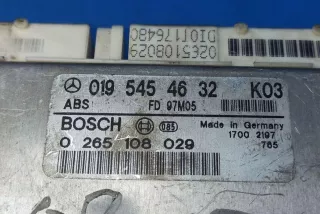 0265108029
019 545 46 32 K03
ABS FD 97M05
BOSCH 085 Made in Germany
1700 2197
0 265 108 029 765